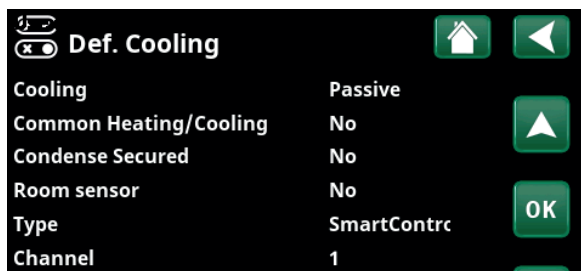 Def. Cooling
Cooling Passive
Common Heating/Cooling No
Condense Secured No
Room sensor No
Type SmartContrc
OK
Channel 1